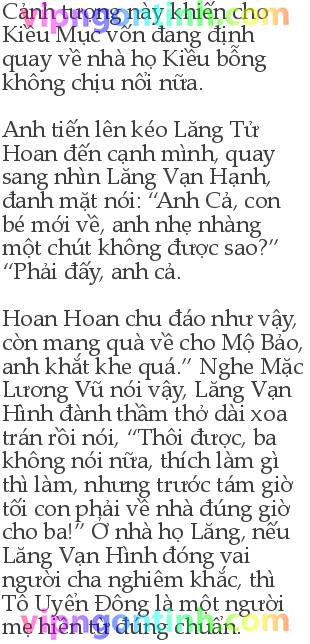 Cảnh tượng này khiến cho
Kiều Mục vốn đang định
quay về nhà họ Kiều bỗng
không chịu nổi nữa.
Anh tiến lên kéo Lăng Tử
Hoan đến cạnh mình, quay
sang nhìn Lăng Vạn Hạnh,
đanh mặt nói: “Anh Cả, con
bé mới về, anh nhẹ nhàng
một chút không được sao?”
“Phải đấy, anh cả.
Hoan Hoan chu đáo như vậy,
còn mang quà về cho Mộ Bảo,
anh khắt khe quá.” Nghe Mặc
Lương Vũ nói vậy, Lăng Vạn
Hình đành thầm thở dài xoa
trán rồi nói, “Thôi được, ba
không nói nữa, thích làm gì
thì làm, nhưng trước tám giờ
tối con phải về nhà đúng giờ
cho ba!” Ở nhà họ Lăng, nếu
Lăng Vạn Hình đóng vai
người cha nghiêm khắc, thì
Tô Uyển Đông là một người
mẹ hiền từ đúng chuẩn.
vipngontinh.com
vipngontinh.com